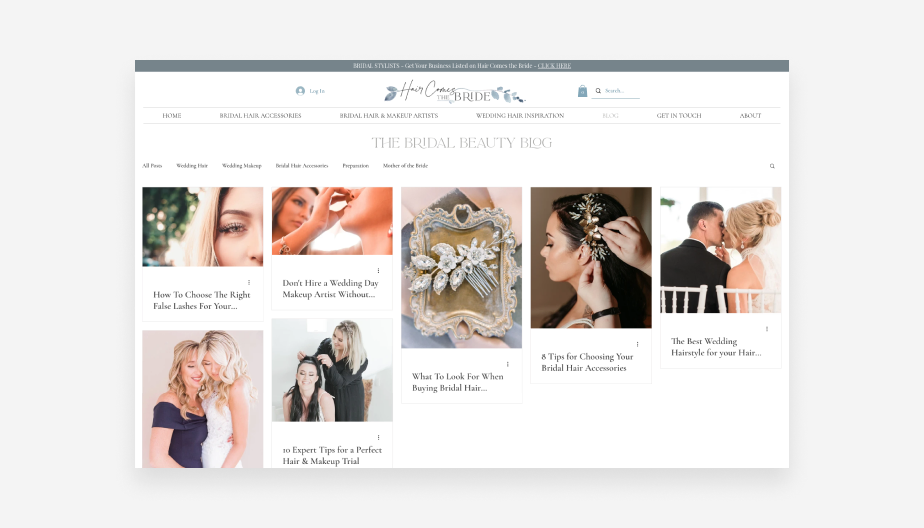 BRIDAL STYLISTS - Get Your Business Listed on Hair Comes the Bride - CLICK HERE
Log In
Hair Comes
THE BRIDE
Search...
HOME
BRIDAL HAIR ACCESSORIES
BRIDAL HAIR & MAKEUP ARTISTS
WEDDING HAIR INSPIRATION
BLOG
GET IN TOUCH
ABOUT
THE BRIDAL BEAUTY BLOG
All Posts
Wedding Hair
Wedding Makeup
Bridal Hair Accessories
Preparation
Mother of the Bride
How To Choose The Right
False Lashes For Your...
Don't Hire a Wedding Day
Makeup Artist Without...
What To Look For When
Buying Bridal Hair...
8 Tips for Choosing Your
Bridal Hair Accessories
The Best Wedding
Hairstyle for your Hair...
10 Expert Tips for a Perfect
Hair & Makeup Trial